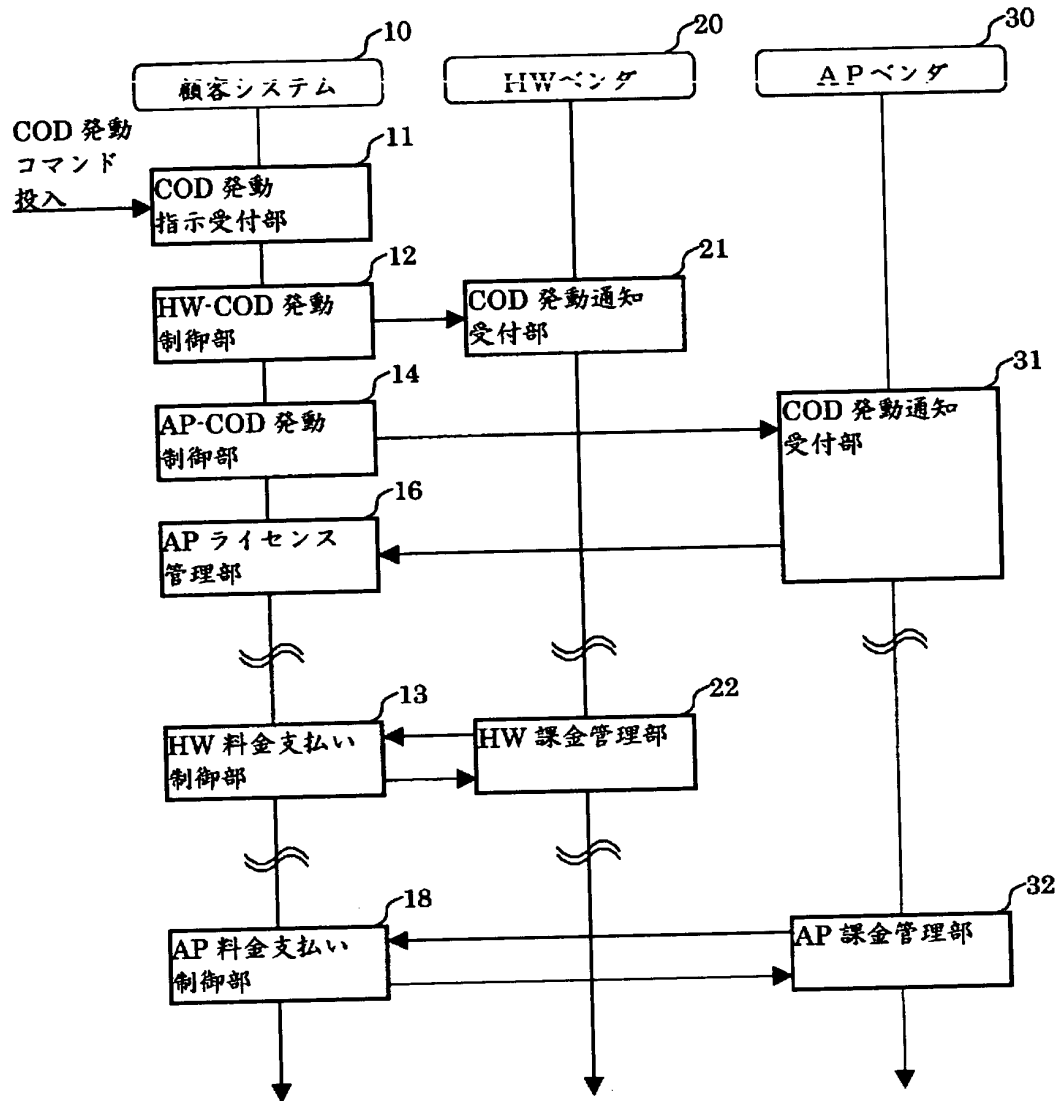 10
20
30
顧客システム
HWベンダ
APベンダ
COD 発動
コマンド
投入
11
COD 発動
指示受付部
12
HW-COD 発動
制御部
21
COD 発動通知
受付部
14
AP-COD 発動
制御部
31
COD 発動通知
受付部
16
AP ライセンス
管理部
13
HW 料金支払い
制御部
22
HW 課金管理部
18
AP 料金支払い
制御部
32
AP 課金管理部